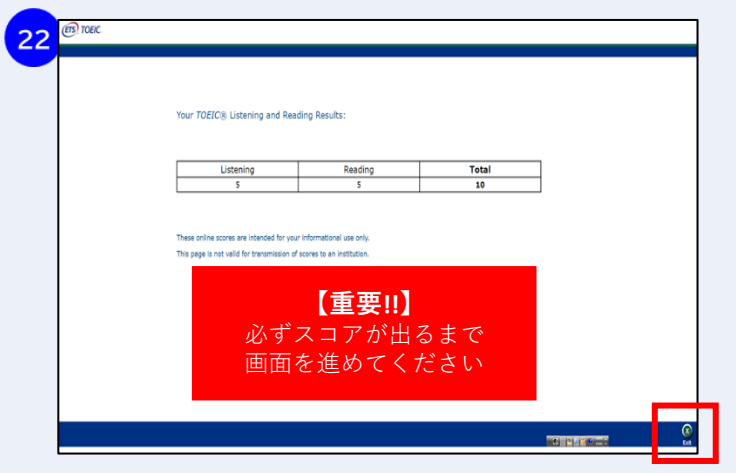 22
ETS TOEIC
Your TOEIC® Listening and Reading Results:
Listening Reading Total
5 5 10
These online scores are intended for your informational use only.
This page is not valid for transmission of scores to an institution.
【重要!!】
必ずスコアが出るまで
画面を進めてください
Exit